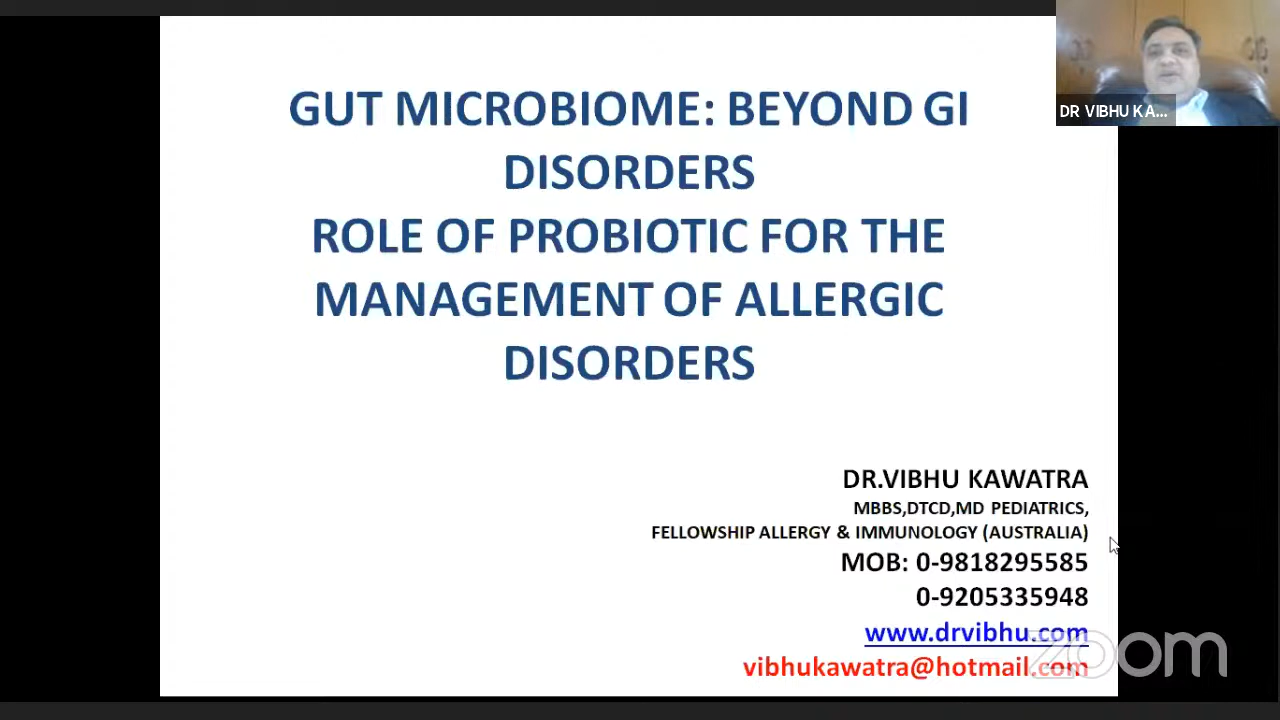 GUT MICROBIOME: BEYOND GI
DISORDERS
ROLE OF PROBIOTIC FOR THE
MANAGEMENT OF ALLERGIC
DISORDERS
DR VIBHU KA...
DR.VIBHU KAWATRA
MBBS,DTCD,MD PEDIATRICS,
FELLOWSHIP ALLERGY & IMMUNOLOGY (AUSTRALIA)
MOB: 0-9818295585
0-9205335948
www.drvibhu.com
vibhukawatra@hotmail.com
zoom